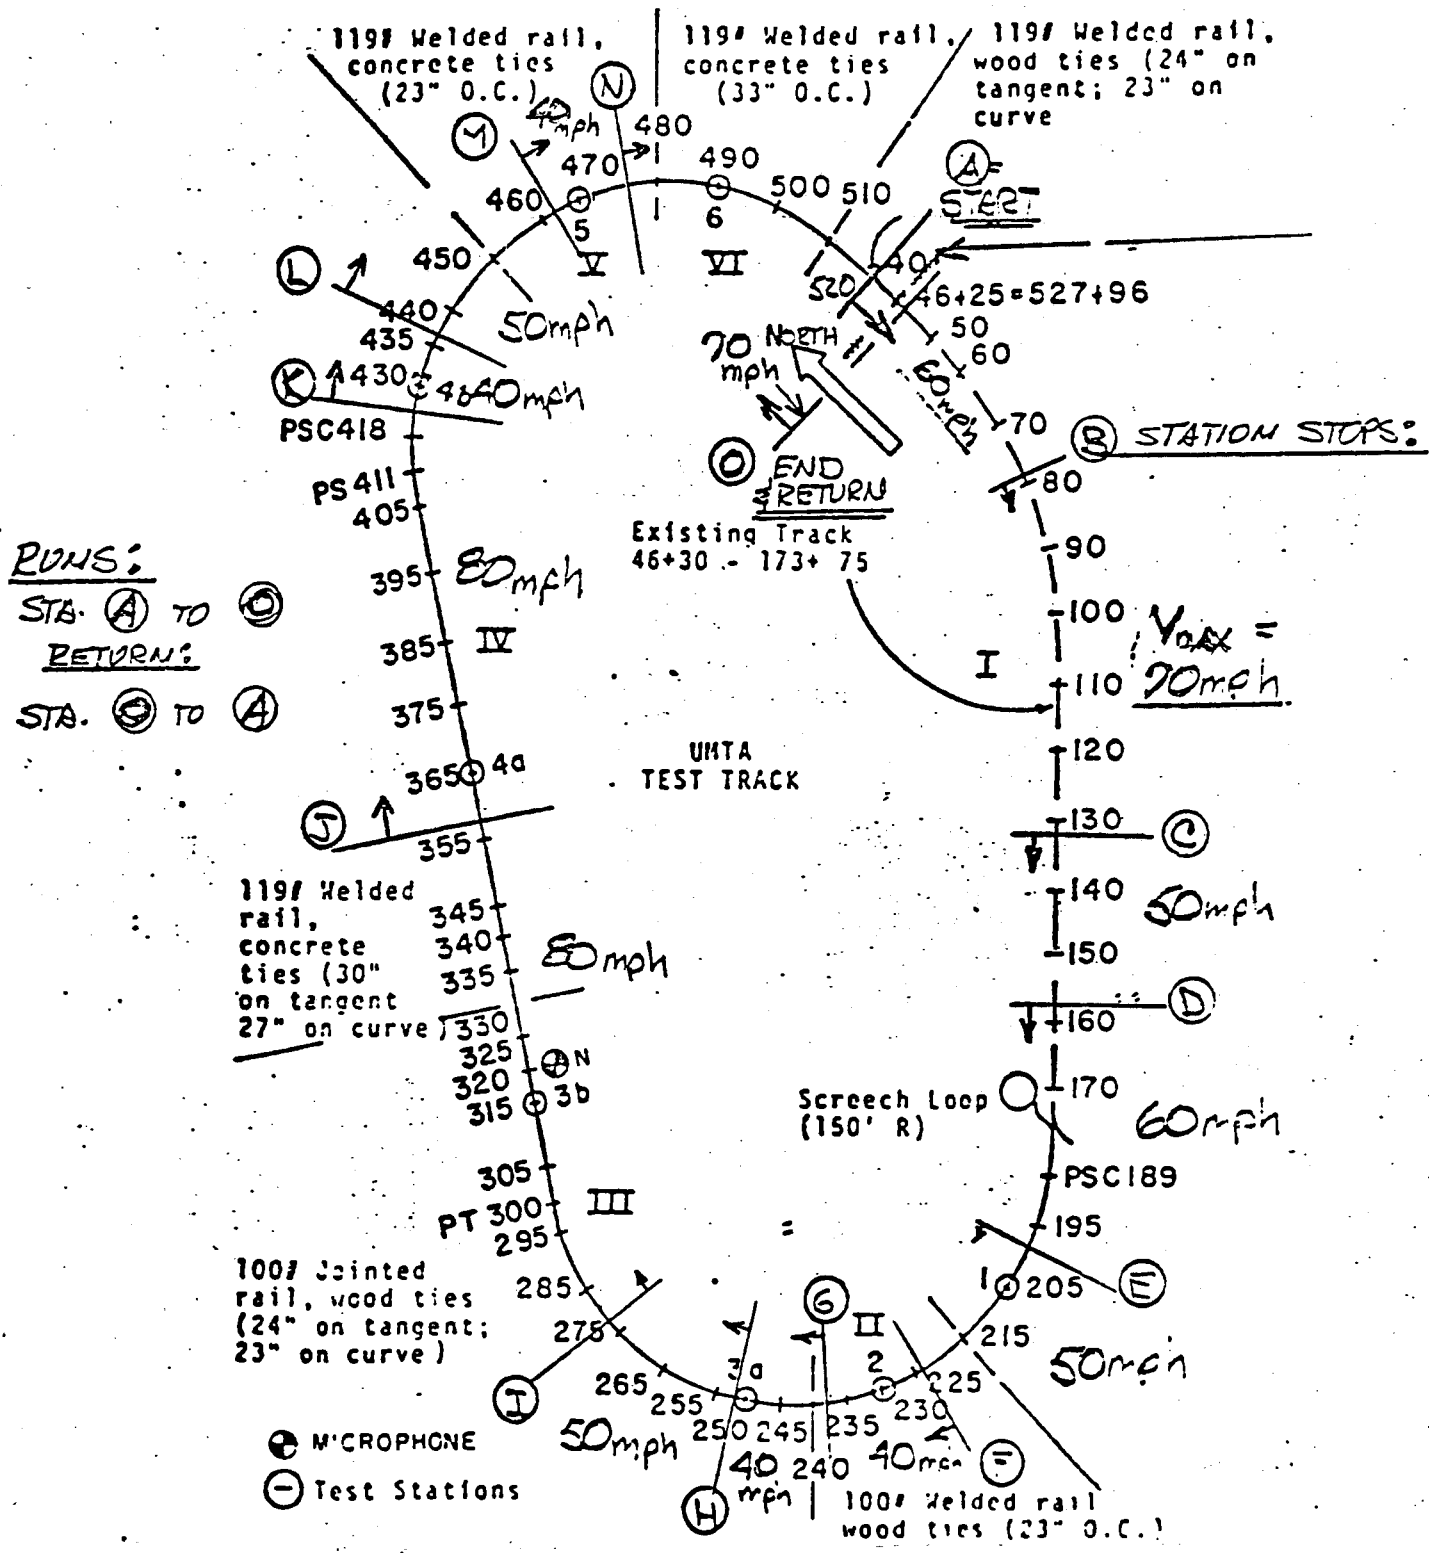 119# Welded rail,
concrete ties
(23" O.C.)
119# Welded rail,
concrete ties
(33" O.C.)
119# Welded rail,
wood ties (24" on
tangent; 23" on
curve
N
M
40 mph
480
470
490
460
5
6
500
510
A =
START
V
VI
450
L
440
50mph
435
520
40
46+25=527+96
50
60
K
430
4b
40mph
PSC418
70 mph
NORTH
60mph
70
B STATION STOPS:
O END
& RETURN
80
PS 411
405
Existing Track
46+30 - 173+75
90
RUNS:
STA. A TO O
RETURN:
STA. O TO A
395
80mph
385
IV
375
100
Vmax =
70mph
I
110
UMTA
TEST TRACK
120
365
4a
J
355
130
C
119# Welded
rail,
concrete
ties (30"
on tangent
27" on curve)
345
340
335
80mph
140
50mph
150
330
325
320
315
N
3b
D
160
Screech Loop
(150' R)
170
60mph
305
PT 300
295
III
PSC189
195
=
100# Jointed
rail, wood ties
(24" on tangent;
23" on curve)
285
275
I
265
255
250
245
240
235
230
225
215
1
205
E
G
II
3a
2
50mph
50mph
40
mph
40mph
F
H
MICROPHONE
Test Stations
100# Welded rail
wood ties (23" O.C.)